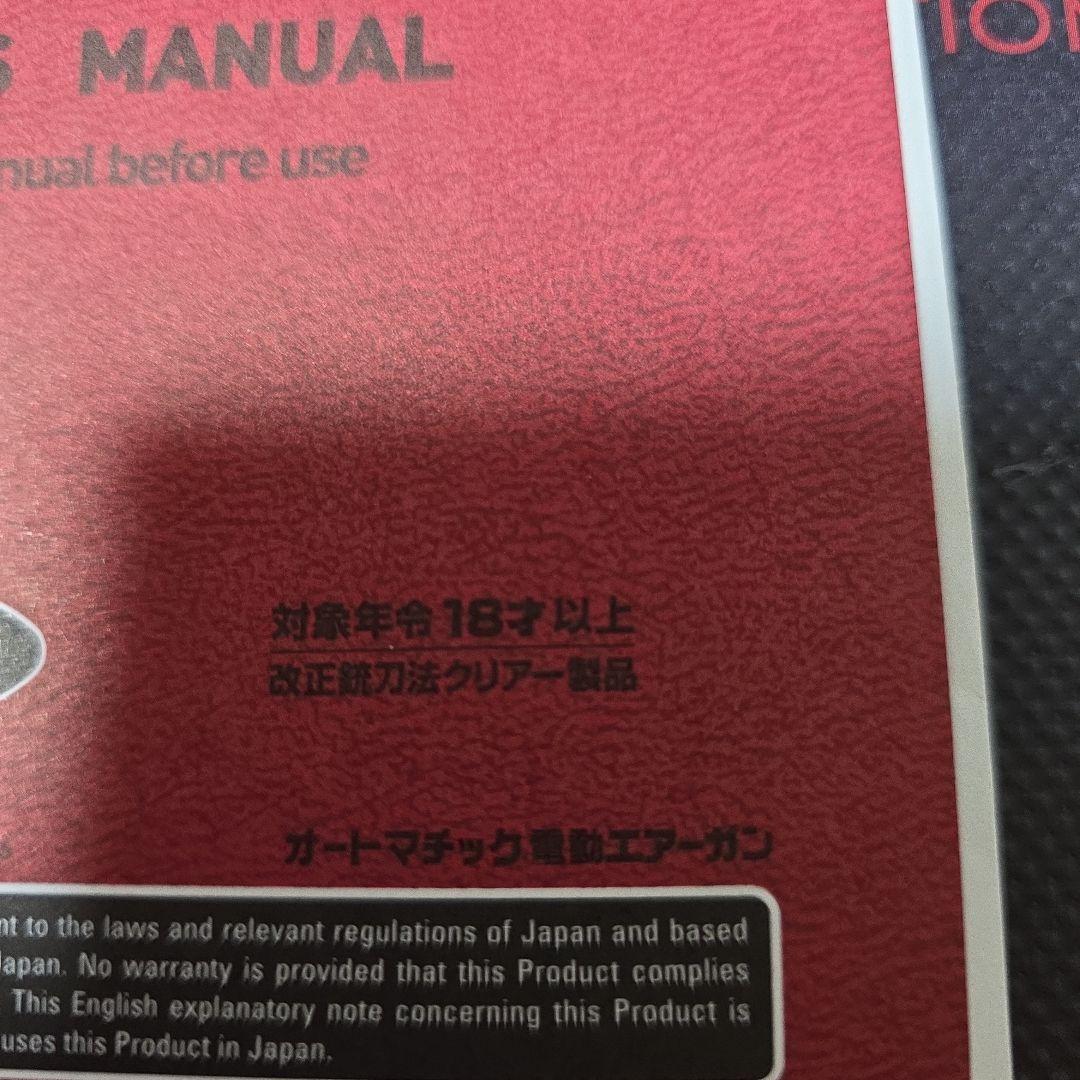 MANUAL
TION
nual before use
対象年令18才以上
改正銃刀法クリアー製品
オートマチック電動エアーガン
nt to the laws and relevant regulations of Japan and based
Japan. No warranty is provided that this Product complies
This English explanatory note concerning this Product is
uses this Product in Japan.